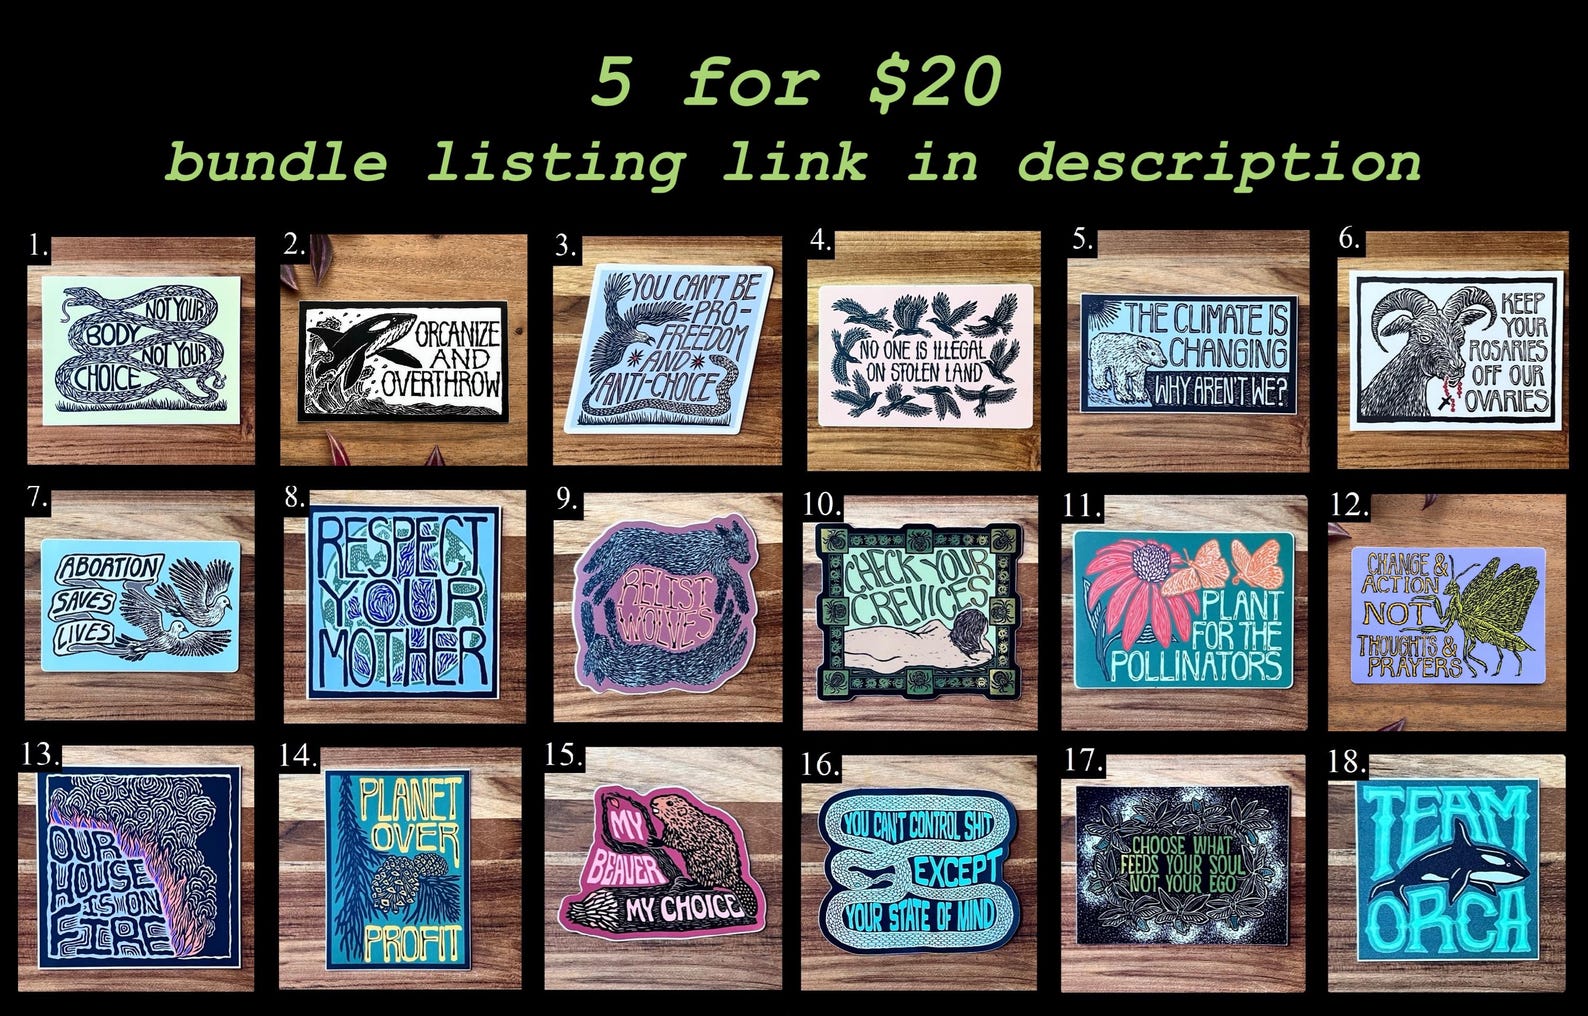 5 for $20
bundle listing link in description
1.
NOT YOUR
BODY
NOT YOUR
CHOICE
2.
ORGANIZE
AND
OVERTHROW
3.
YOU CAN'T BE
PRO-
FREEDOM
AND
ANTI-CHOICE
4.
NO ONE IS ILLEGAL
ON STOLEN LAND
5.
THE CLIMATE IS
CHANGING
WHY AREN'T WE?
6.
KEEP
YOUR
ROSARIES
OFF OUR
OVARIES
7.
ABORTION
SAVES
LIVES
8.
RESPECT
YOUR
MOTHER
9.
RELIST
WOLVES
10.
CHECK YOUR
CREVICES
11.
PLANT
FOR THE
POLLINATORS
12.
CHANGE &
ACTION
NOT
THOUGHTS &
PRAYERS
13.
OUR
HOUSE
IS ON
FIRE
14.
PLANET
OVER
PROFIT
15.
MY
BEAVER
MY CHOICE
16.
YOU CAN'T CONTROL SHIT
EXCEPT
YOUR STATE OF MIND
17.
CHOOSE WHAT
FEEDS YOUR SOUL
NOT YOUR EGO
18.
TEAM
ORCA